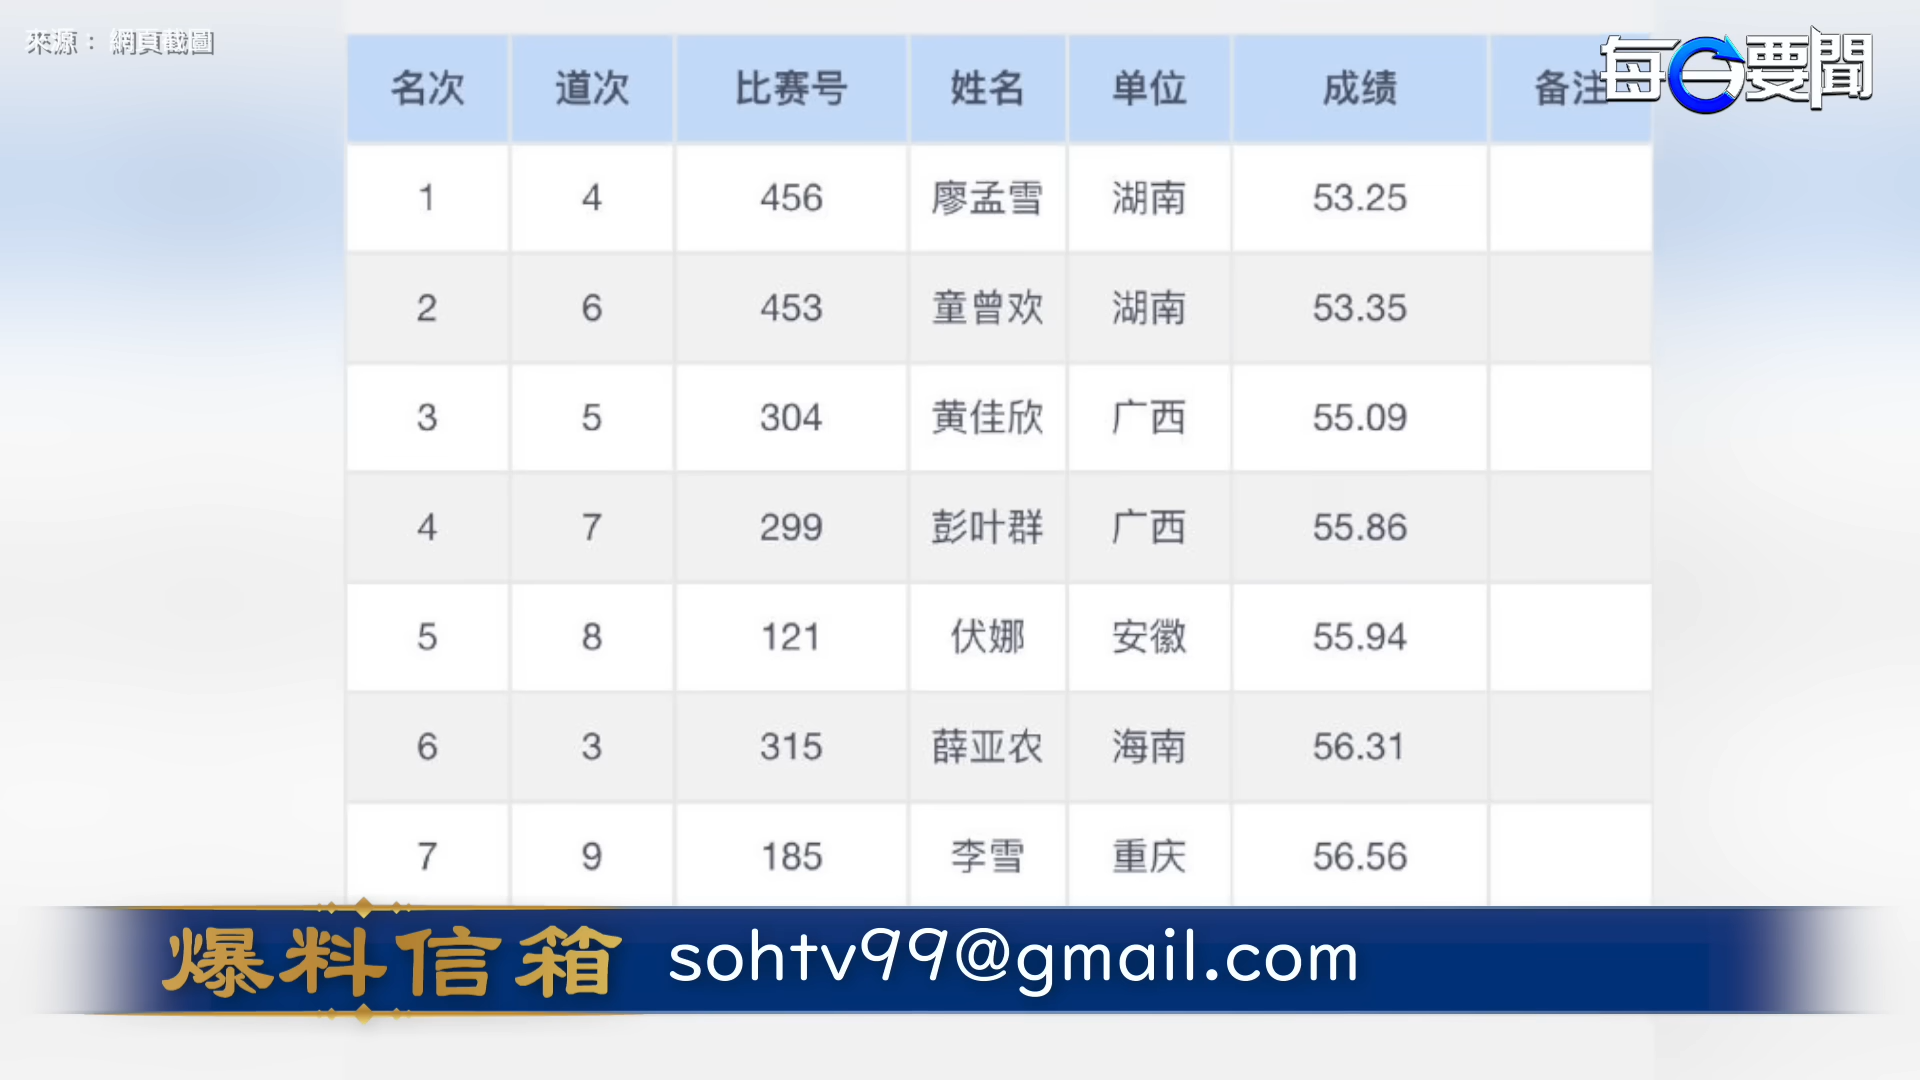 來源：網頁截圖
每日要聞
名次 道次 比赛号 姓名 单位 成绩 备注
1 4 456 廖孟雪 湖南 53.25
2 6 453 童曾欢 湖南 53.35
3 5 304 黄佳欣 广西 55.09
4 7 299 彭叶群 广西 55.86
5 8 121 伏娜 安徽 55.94
6 3 315 薛亚农 海南 56.31
7 9 185 李雪 重庆 56.56
爆料信箱 sohtv99@gmail.com